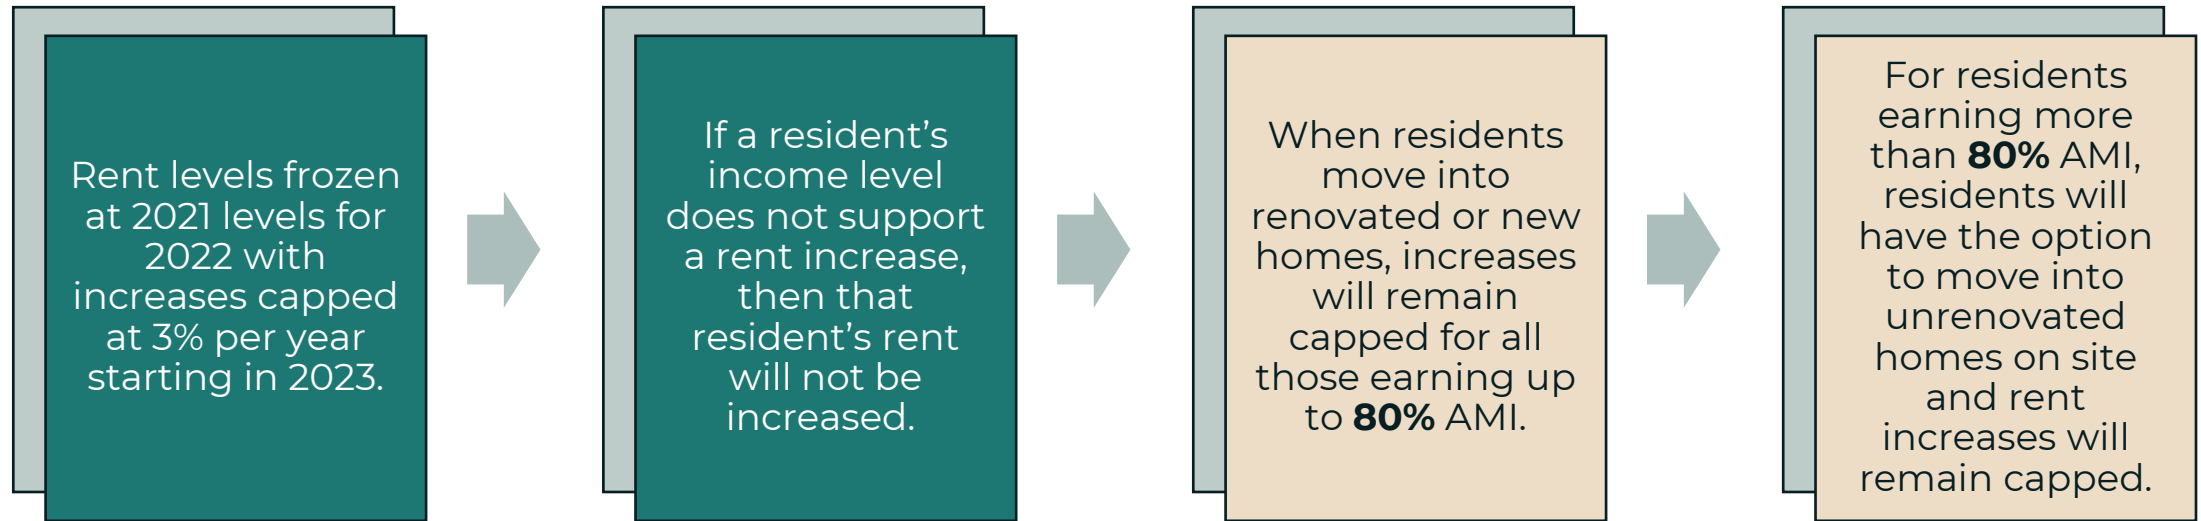 Rent levels frozen
at 2021 levels for
2022 with
increases capped
at 3% per year
starting in 2023.
If a resident’s
income level
does not support
a rent increase,
then that
resident’s rent
will not be
increased.
When residents
move into
renovated or new
homes, increases
will remain
capped for all
those earning up
to 80% AMI.
For residents
earning more
than 80% AMI,
residents will
have the option
to move into
unrenovated
homes on site
and rent
increases will
remain capped.